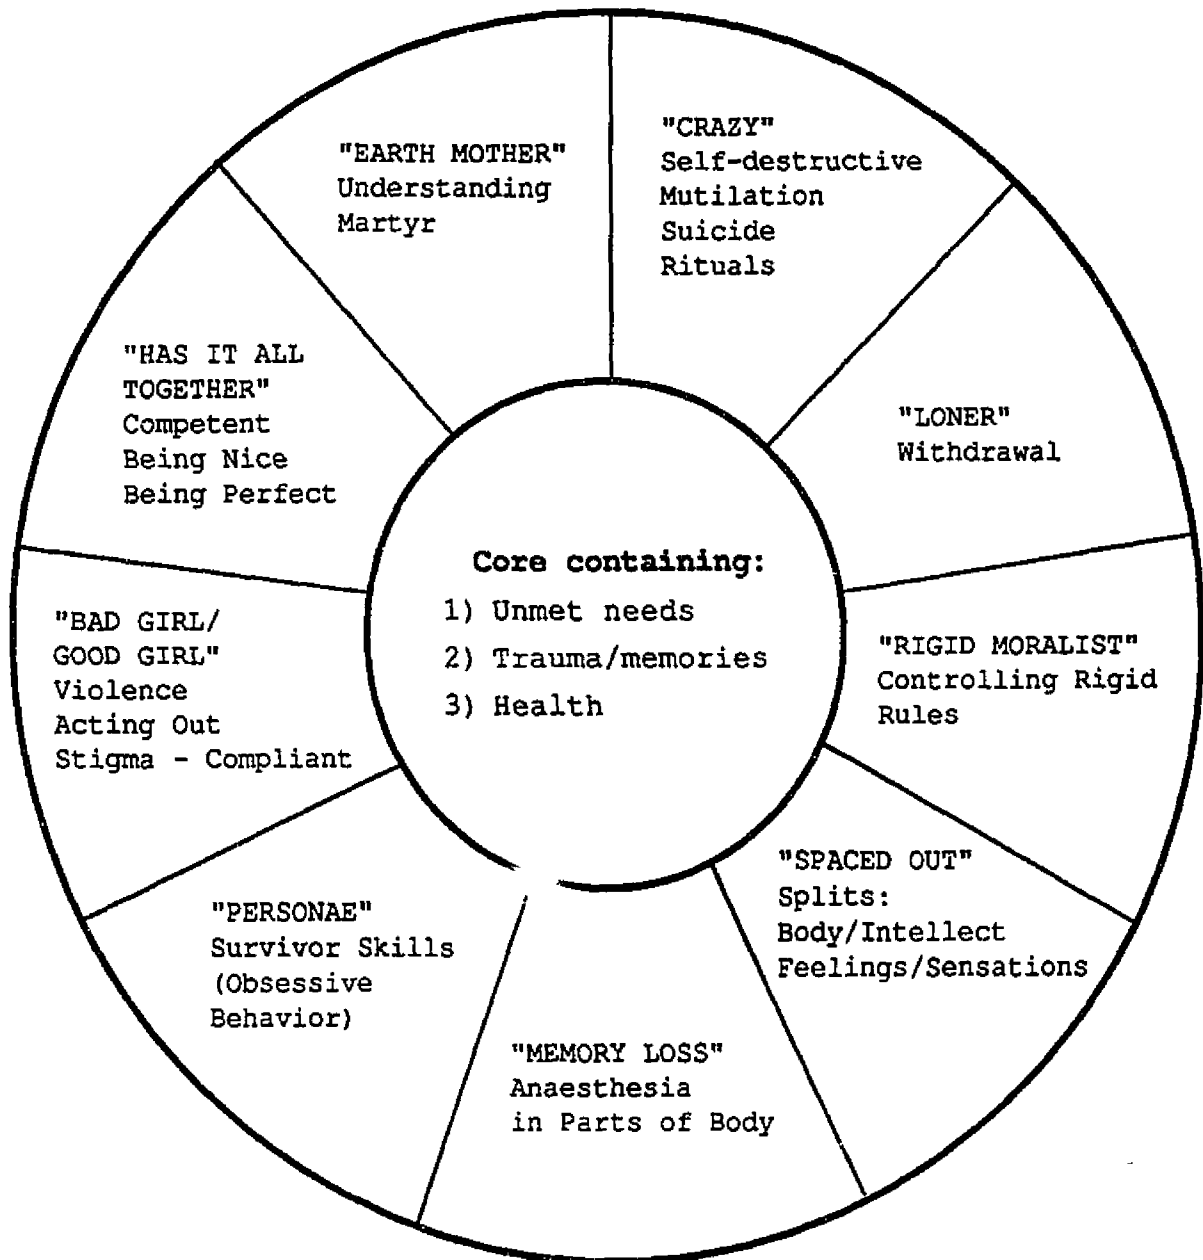 "EARTH MOTHER"
Understanding
Martyr
"CRAZY"
Self-destructive
Mutilation
Suicide
Rituals
"LONER"
Withdrawal
"RIGID MORALIST"
Controlling Rigid
Rules
"SPACED OUT"
Splits:
Body/Intellect
Feelings/Sensations
"MEMORY LOSS"
Anaesthesia
in Parts of Body
"PERSONAE"
Survivor Skills
(Obsessive
Behavior)
"BAD GIRL/
GOOD GIRL"
Violence
Acting Out
Stigma - Compliant
"HAS IT ALL
TOGETHER"
Competent
Being Nice
Being Perfect
Core containing:
1) Unmet needs
2) Trauma/memories
3) Health